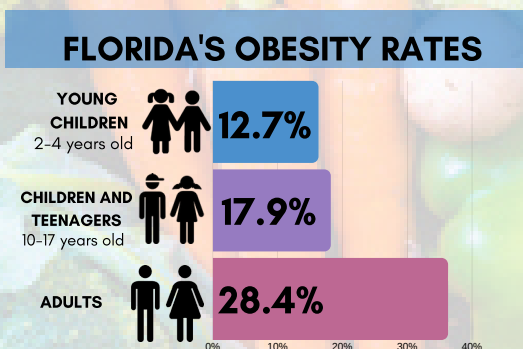 FLORIDA'S OBESITY RATES
YOUNG
CHILDREN
2-4 years old
12.7%
CHILDREN AND
TEENAGERS
10-17 years old
17.9%
ADULTS
28.4%
0% 10% 20% 30% 40%